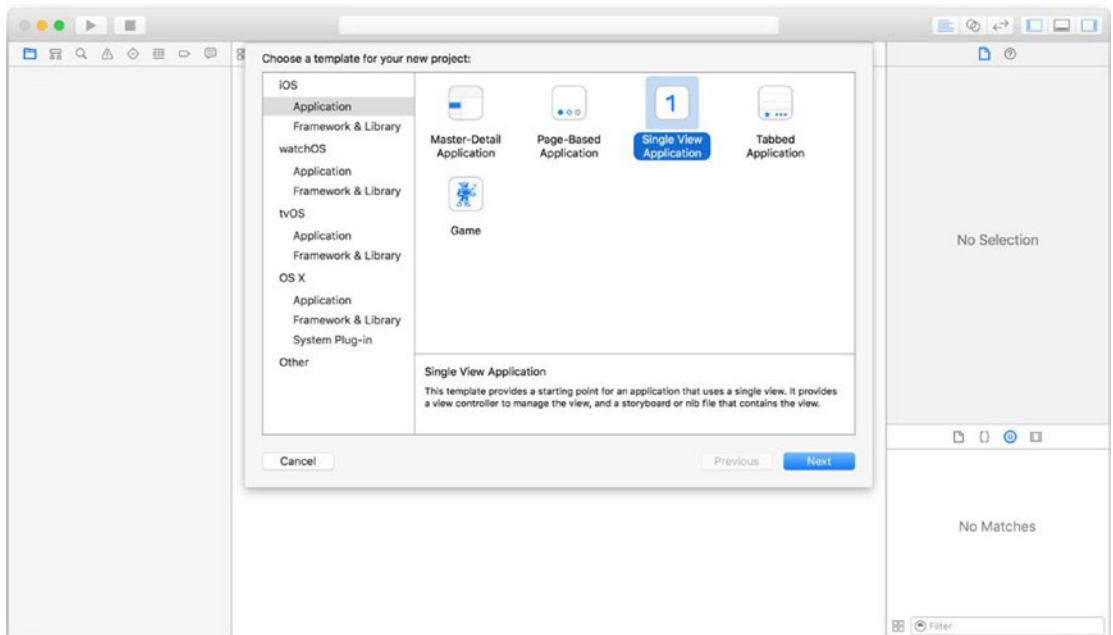 Choose a template for your new project:
iOS
Application
Framework & Library
watchOS
Application
Framework & Library
tvOS
Application
Framework & Library
OS X
Application
Framework & Library
System Plug-in
Other
Master-Detail
Application
Page-Based
Application
1
Single View
Application
Tabbed
Application
Game
Single View Application
This template provides a starting point for an application that uses a single view. It provides
a view controller to manage the view, and a storyboard or nib file that contains the view.
Cancel
Previous
Next
No Selection
{}
No Matches
Filter